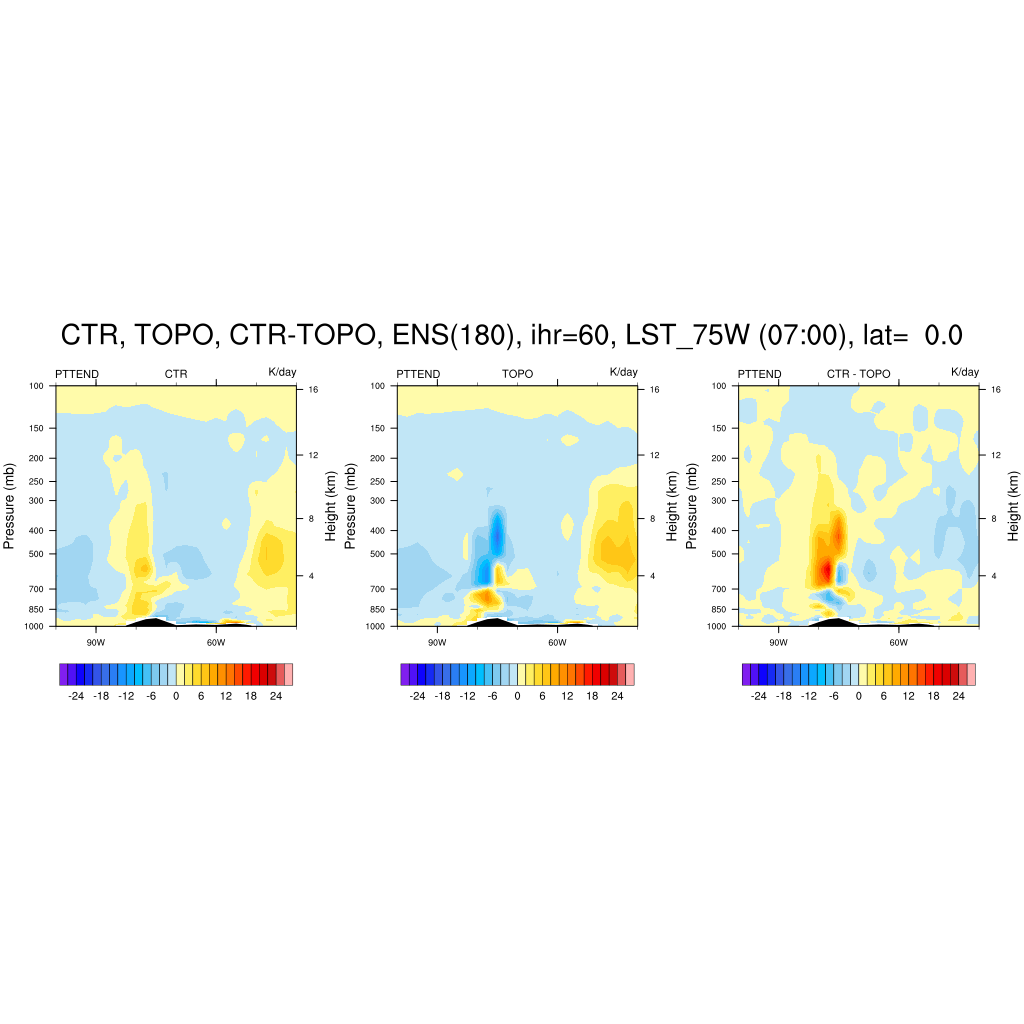 CTR, TOPO, CTR-TOPO, ENS(180), ihr=60, LST_75W (07:00), lat= 0.0
PTTEND CTR K/day
Pressure (mb)
100
150
200
250
300
400
500
700
850
1000
16
12
8
4
Height (km)
90W 60W
-24 -18 -12 -6 0 6 12 18 24
PTTEND TOPO K/day
Pressure (mb)
100
150
200
250
300
400
500
700
850
1000
16
12
8
4
Height (km)
90W 60W
-24 -18 -12 -6 0 6 12 18 24
PTTEND CTR - TOPO K/day
Pressure (mb)
100
150
200
250
300
400
500
700
850
1000
16
12
8
4
Height (km)
90W 60W
-24 -18 -12 -6 0 6 12 18 24